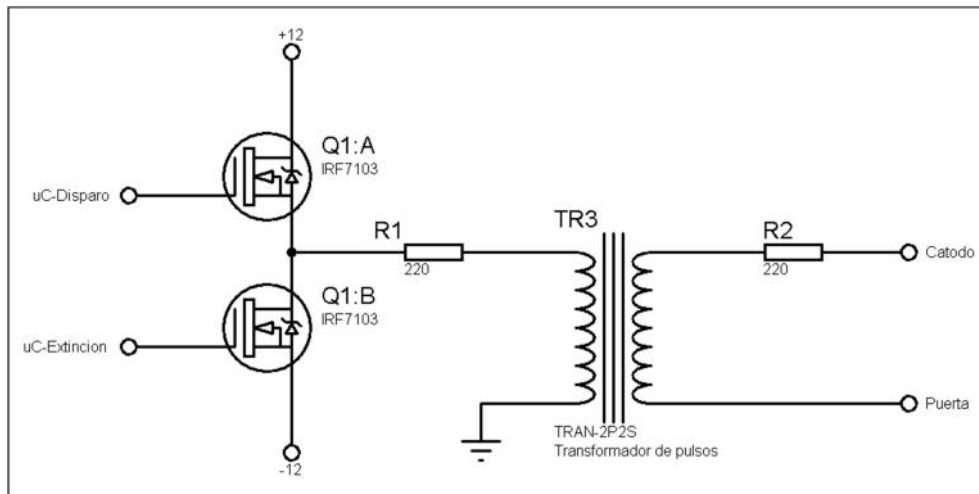 +12
Q1:A
IRF7103
uC-Disparo
R1
220
TR3
R2
220
Catodo
Q1:B
IRF7103
uC-Extincion
Puerta
TRAN-2P2S
Transformador de pulsos
-12